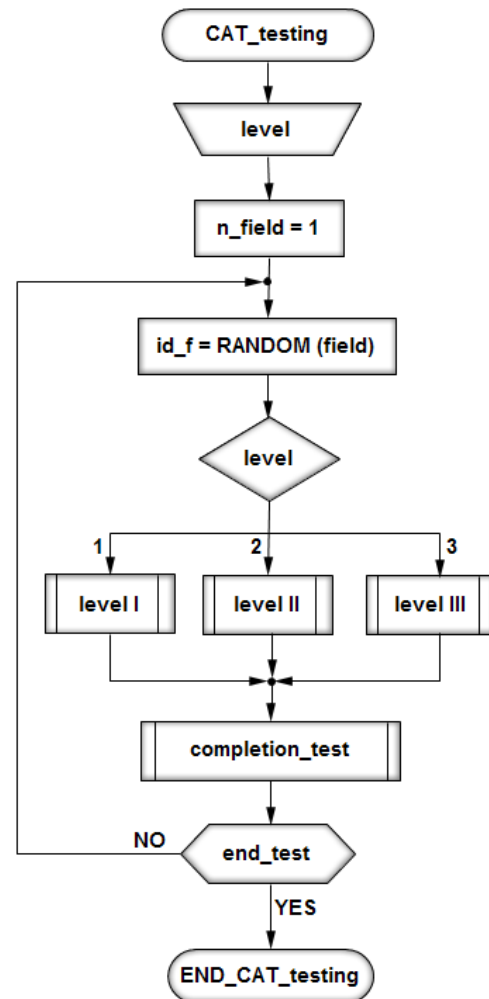 CAT_testing
level
n_field = 1
id_f = RANDOM (field)
level
1
2
3
level I
level II
level III
completion_test
NO
end_test
YES
END_CAT_testing